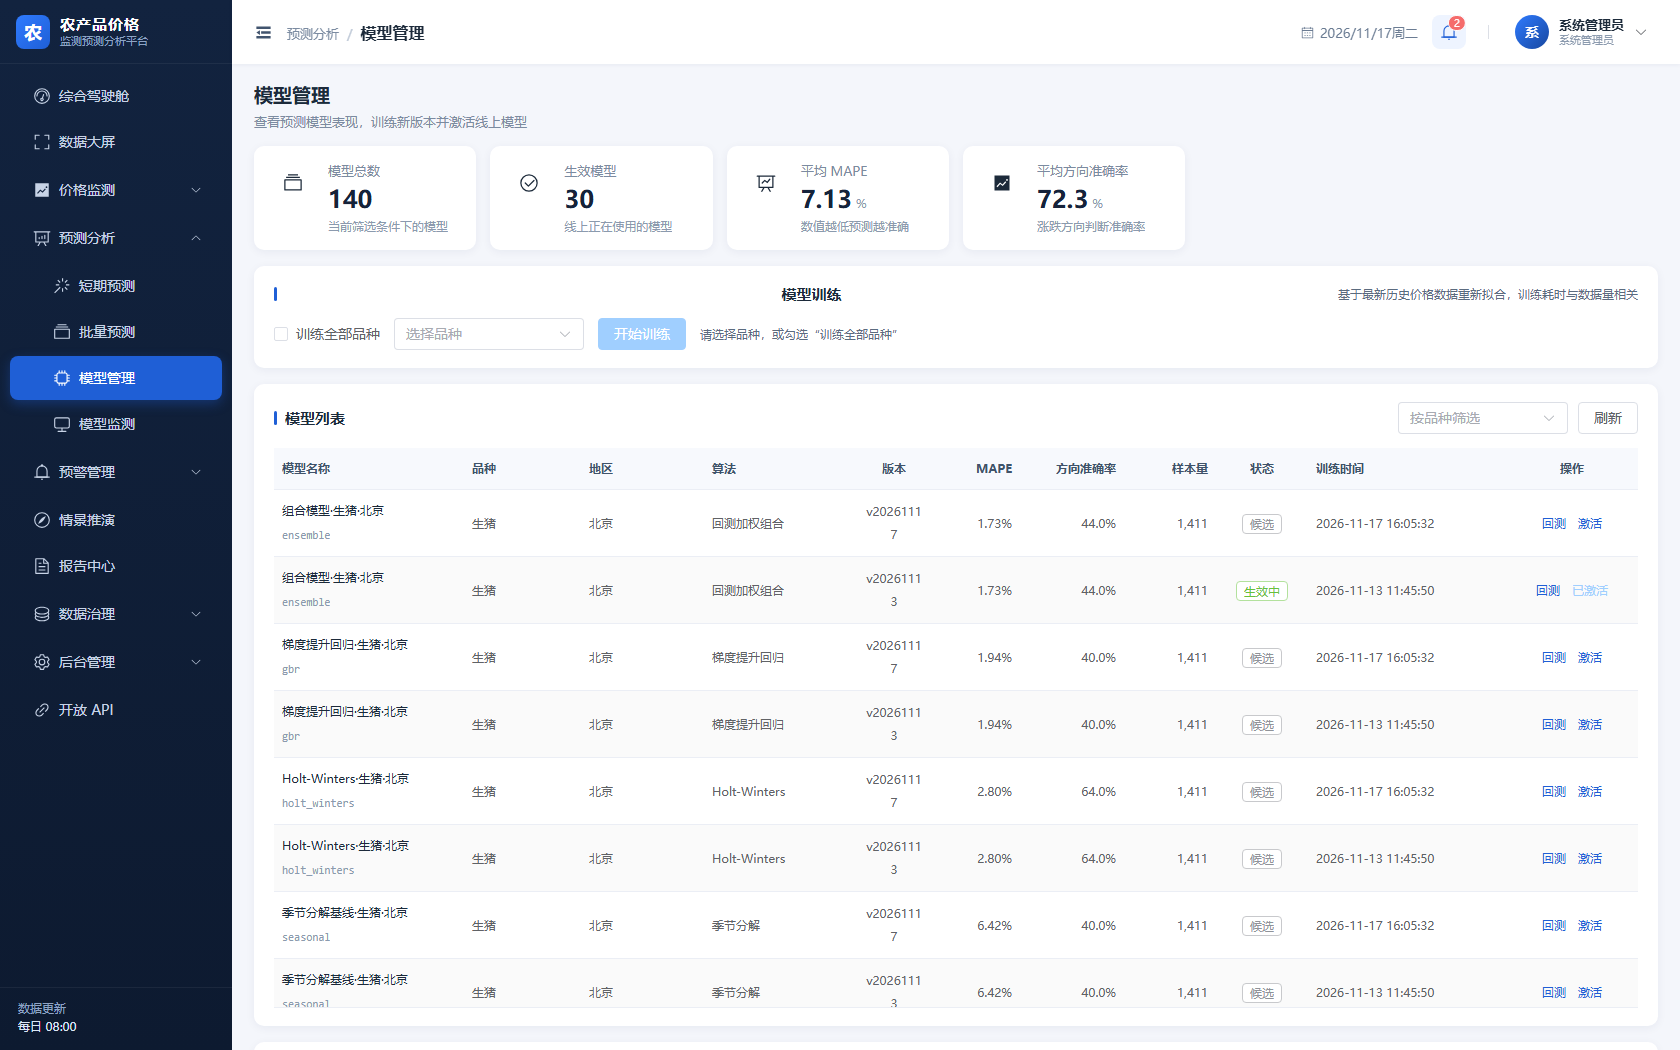 农
农产品价格
监测预测分析平台
综合驾驶舱
数据大屏
价格监测
预测分析
短期预测
批量预测
模型管理
模型监测
预警管理
情景推演
报告中心
数据治理
后台管理
开放 API
数据更新
每日 08:00
预测分析 / 模型管理
2026/11/17周二
2
系
系统管理员
系统管理员
模型管理
查看预测模型表现，训练新版本并激活线上模型
模型总数
140
当前筛选条件下的模型
生效模型
30
线上正在使用的模型
平均 MAPE
7.13 %
数值越低预测越准确
平均方向准确率
72.3 %
涨跌方向判断准确率
模型训练
基于最新历史价格数据重新拟合，训练耗时与数据量相关
训练全部品种
选择品种
开始训练
请选择品种，或勾选“训练全部品种”
模型列表
按品种筛选
刷新
模型名称 品种 地区 算法 版本 MAPE 方向准确率 样本量 状态 训练时间 操作
组合模型·生猪·北京
ensemble
生猪 北京 回测加权组合
v2026111
7
1.73% 44.0% 1,411 候选 2026-11-17 16:05:32 回测 激活
组合模型·生猪·北京
ensemble
生猪 北京 回测加权组合
v2026111
3
1.73% 44.0% 1,411 生效中 2026-11-13 11:45:50 回测 已激活
梯度提升回归·生猪·北京
gbr
生猪 北京 梯度提升回归
v2026111
7
1.94% 40.0% 1,411 候选 2026-11-17 16:05:32 回测 激活
梯度提升回归·生猪·北京
gbr
生猪 北京 梯度提升回归
v2026111
3
1.94% 40.0% 1,411 候选 2026-11-13 11:45:50 回测 激活
Holt-Winters·生猪·北京
holt_winters
生猪 北京 Holt-Winters
v2026111
7
2.80% 64.0% 1,411 候选 2026-11-17 16:05:32 回测 激活
Holt-Winters·生猪·北京
holt_winters
生猪 北京 Holt-Winters
v2026111
3
2.80% 64.0% 1,411 候选 2026-11-13 11:45:50 回测 激活
季节分解基线·生猪·北京
seasonal
生猪 北京 季节分解
v2026111
7
6.42% 40.0% 1,411 候选 2026-11-17 16:05:32 回测 激活
季节分解基线·生猪·北京
seasonal
生猪 北京 季节分解
v2026111
3
6.42% 40.0% 1,411 候选 2026-11-13 11:45:50 回测 激活